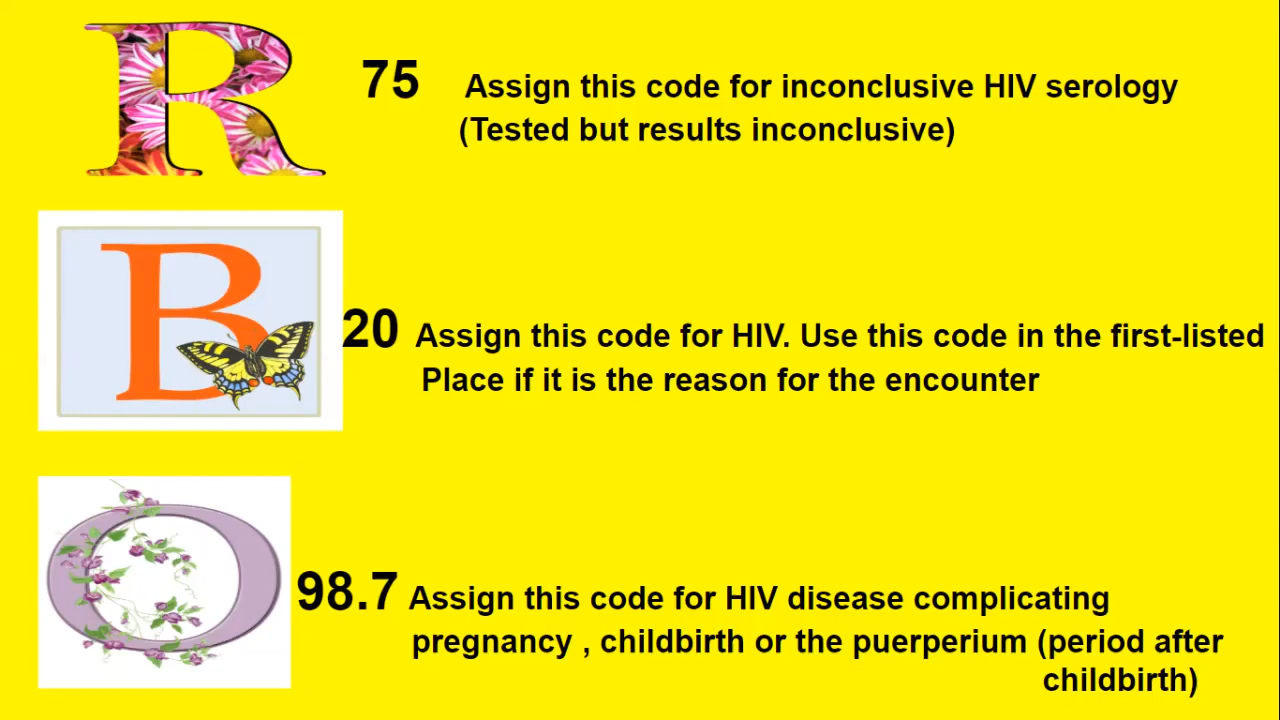 R 75 Assign this code for inconclusive HIV serology
(Tested but results inconclusive)
B 20 Assign this code for HIV. Use this code in the first-listed
Place if it is the reason for the encounter
O 98.7 Assign this code for HIV disease complicating
pregnancy , childbirth or the puerperium (period after
childbirth)